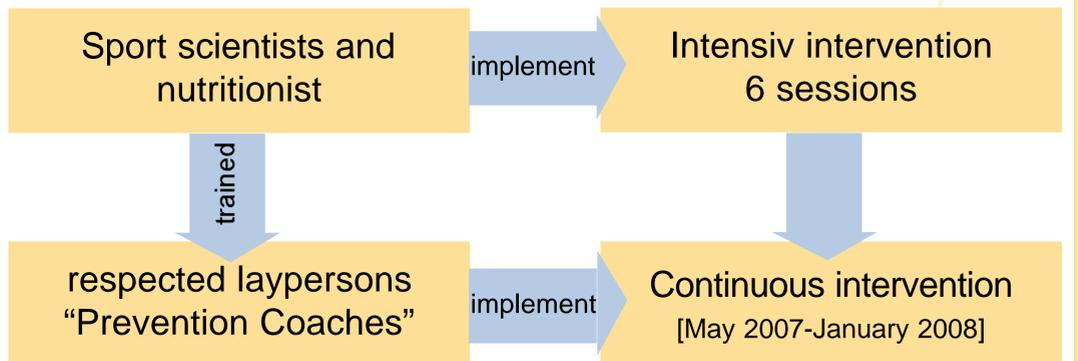 Sport scientists and
nutritionist
implement
Intensiv intervention
6 sessions
trained
respected laypersons
“Prevention Coaches”
implement
Continuous intervention
[May 2007-January 2008]